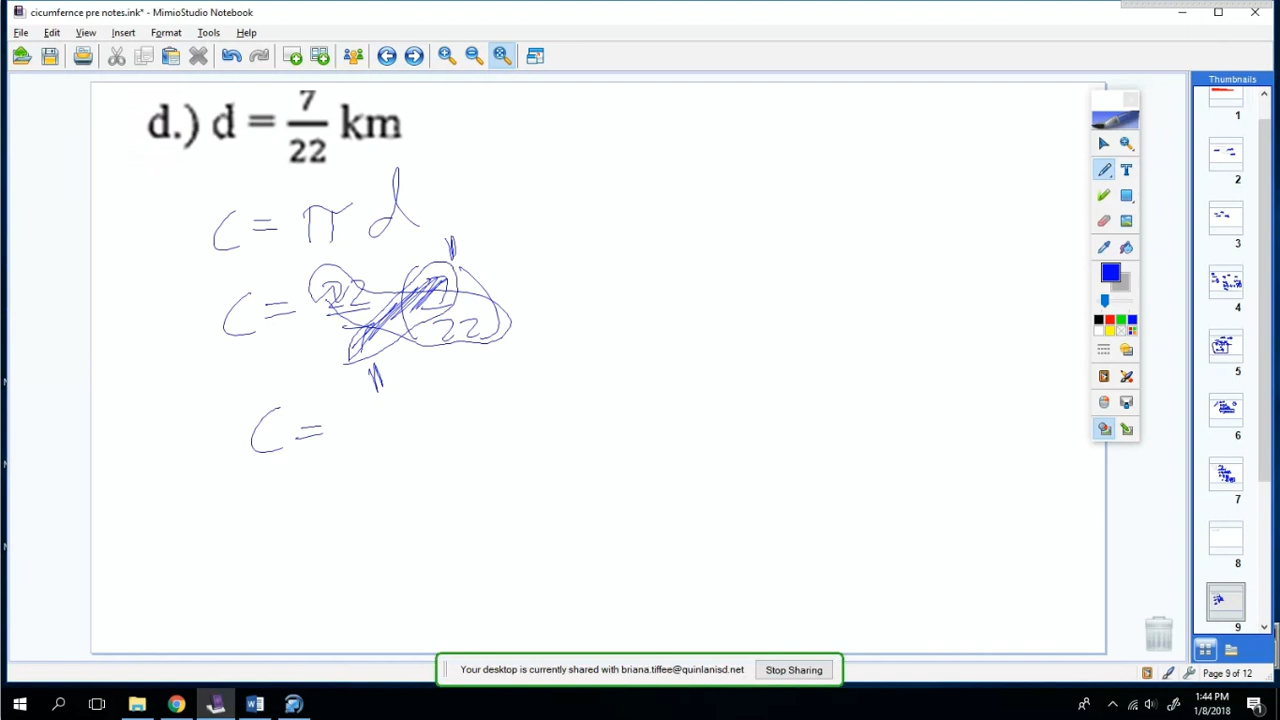 cicumfernce pre notes.ink* - MimioStudio Notebook
File Edit View Insert Format Tools Help
Thumbnails
d.) d = 7/22 km
C = π d
C = 22 22
C =
1
2
3
4
5
6
7
8
9
T
Your desktop is currently shared with briana.tiffee@quinlanisd.net Stop Sharing
Page 9 of 12
1:44 PM
1/8/2018